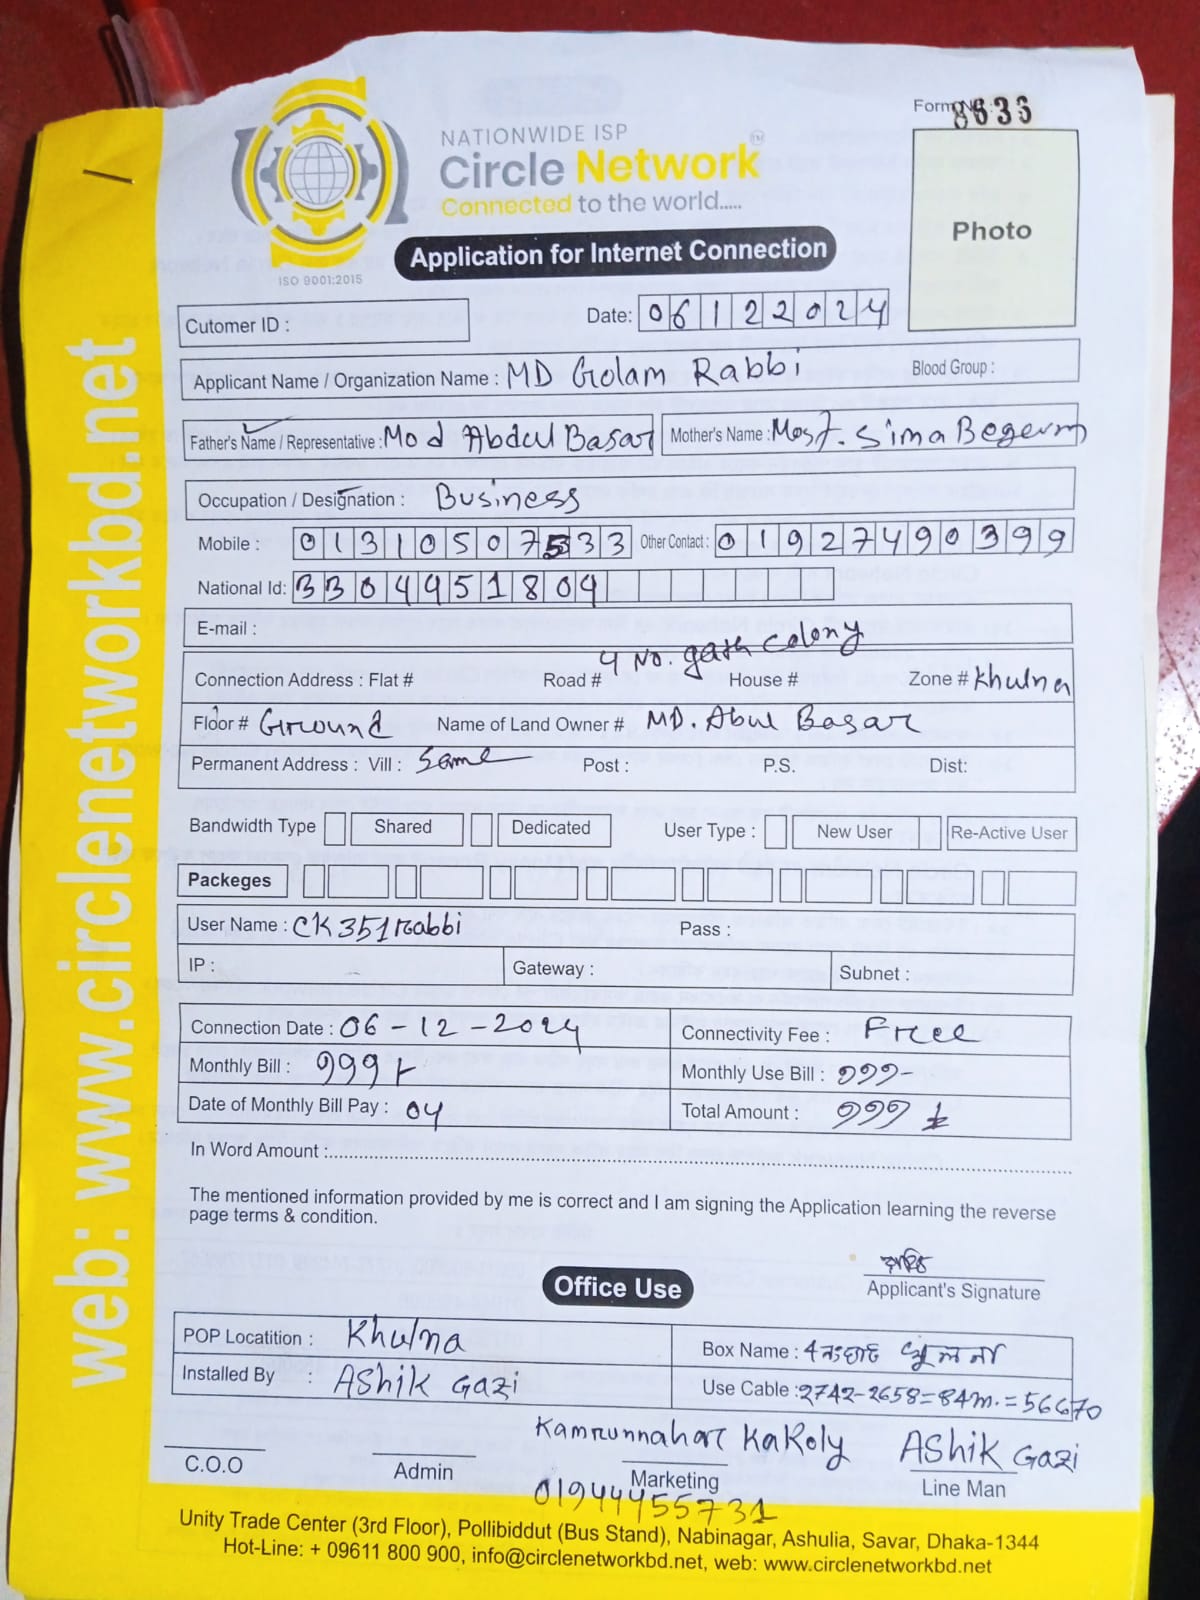 Form No: 8636
NATIONWIDE ISP
Circle Network
TM
Connected to the world.....
ISO 9001:2015
Application for Internet Connection
Photo
Cutomer ID :
Date: 06122024
Applicant Name / Organization Name : MD Golam Rabbi Blood Group :
Father's Name / Representative : Mo d Abdul Basar Mother's Name : Most. Sima Begum
Occupation / Designation : Business
Mobile : 01310507533 Other Contact : 01927490399
National Id: 3304451804
E-mail :
4 No. gath colony
Connection Address : Flat # Road # House # Zone # Khulna
Floor # Ground Name of Land Owner # MD. Abul Basar
Permanent Address : Vill : Same Post : P.S. Dist:
Bandwidth Type Shared Dedicated User Type : New User Re-Active User
Packeges
User Name : CK351Rabbi Pass :
IP : Gateway : Subnet :
Connection Date : 06-12-2024 Connectivity Fee : Free
Monthly Bill : 999 Monthly Use Bill : 999-
Date of Monthly Bill Pay : 04 Total Amount : 999
In Word Amount :
The mentioned information provided by me is correct and I am signing the Application learning the reverse
page terms & condition.
রাব্বি
Applicant's Signature
Office Use
POP Locatition : Khulna Box Name : 4 নং ঘাট খুলনা
Installed By : Ashik Gazi Use Cable : 2742-2658=84m.=56670
Kamrunnahar Kakoly Ashik Gazi
C.O.O Admin Marketing Line Man
01944455731
Unity Trade Center (3rd Floor), Pollibiddut (Bus Stand), Nabinagar, Ashulia, Savar, Dhaka-1344
Hot-Line: + 09611 800 900, info@circlenetworkbd.net, web: www.circlenetworkbd.net
web: www.circlenetworkbd.net